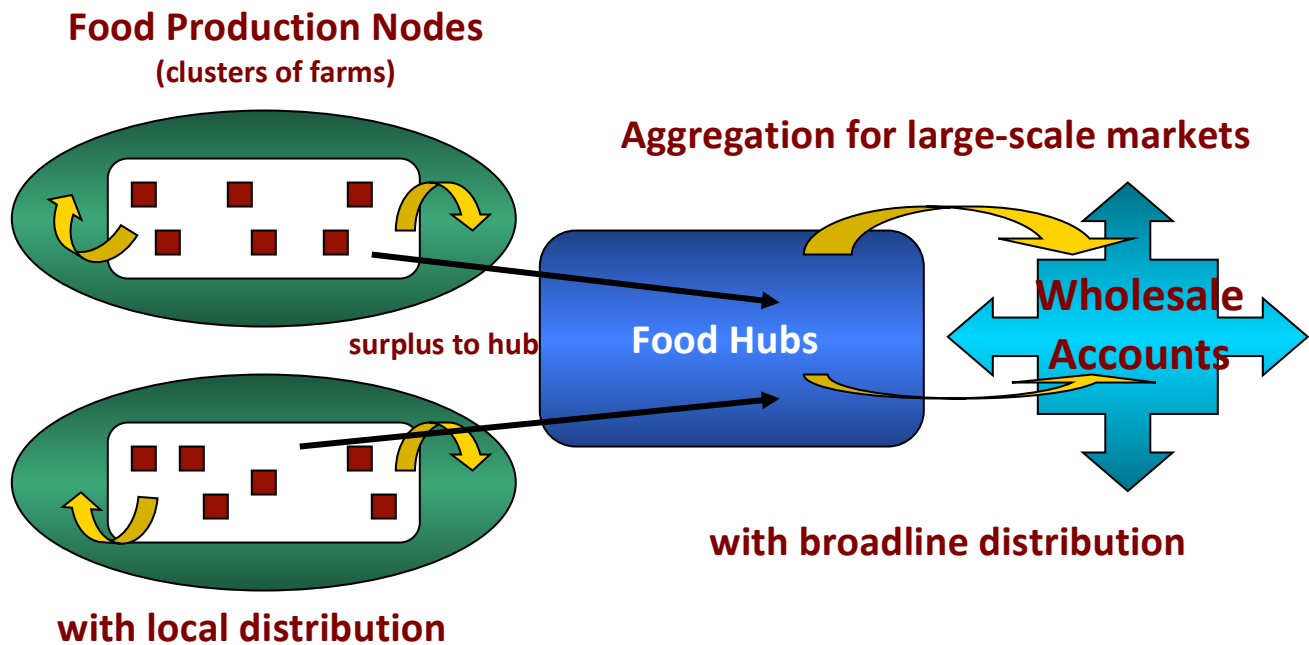 Food Production Nodes
(clusters of farms)
Aggregation for large-scale markets
surplus to hub
Food Hubs
Wholesale
Accounts
with broadline distribution
with local distribution